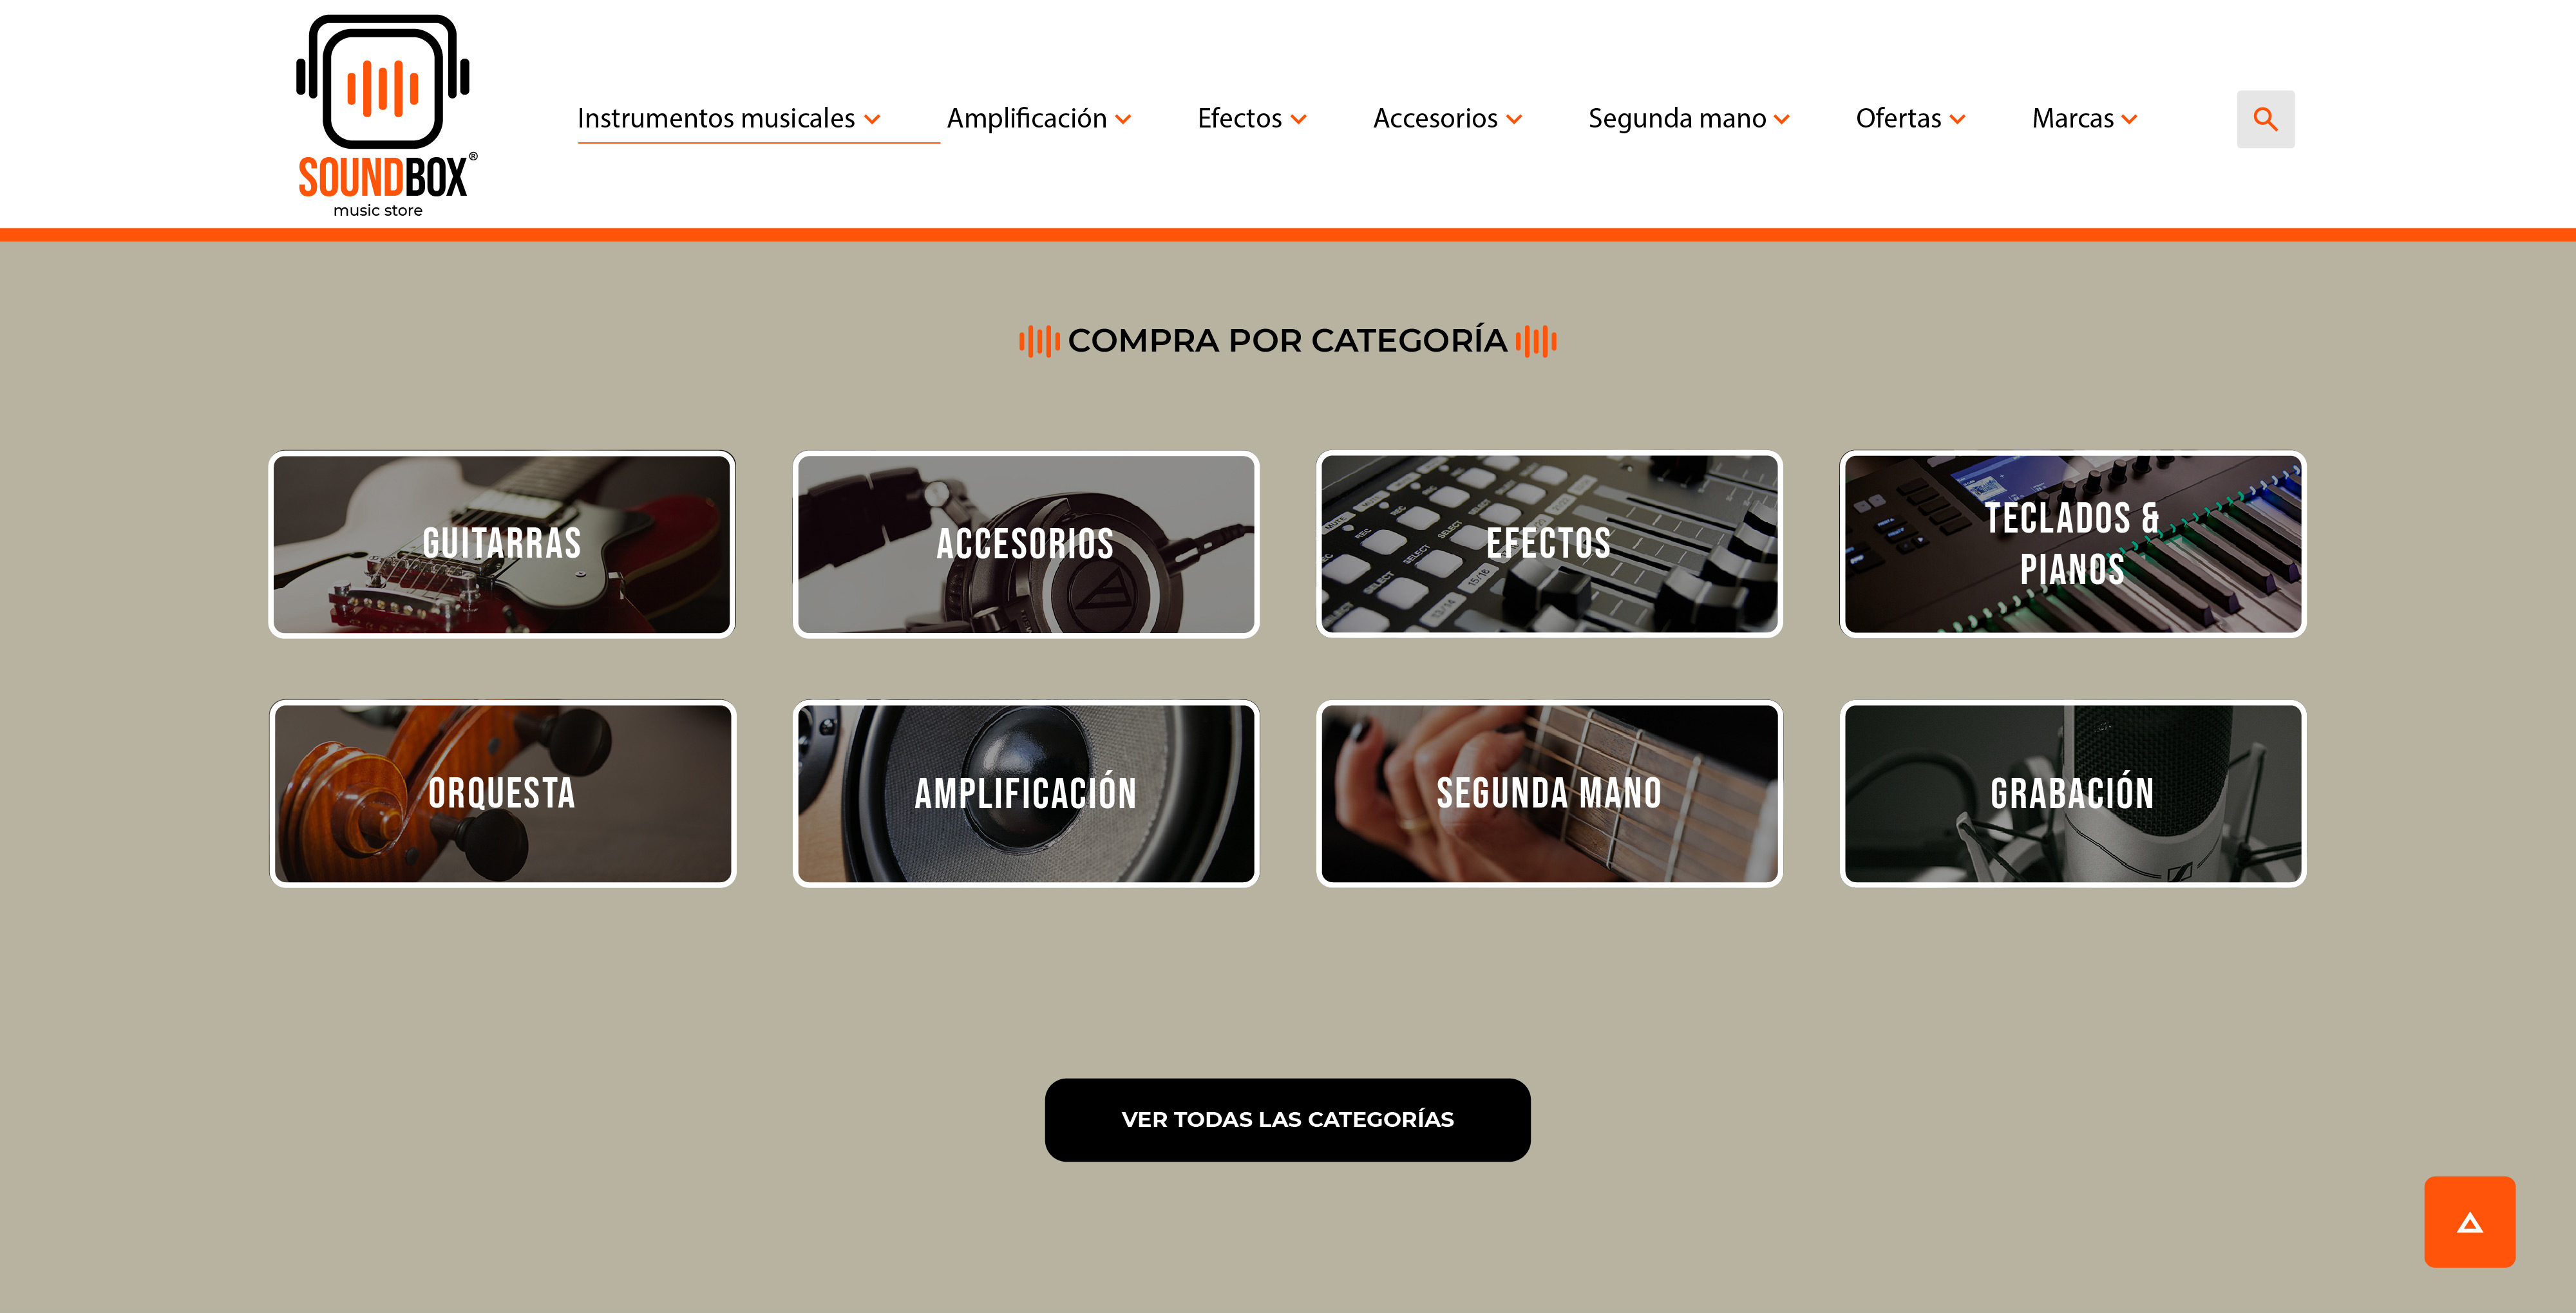 SOUNDBOX®
music store
Instrumentos musicales
Amplificación
Efectos
Accesorios
Segunda mano
Ofertas
Marcas
COMPRA POR CATEGORÍA
GUITARRAS
ACCESORIOS
EFECTOS
TECLADOS &
PIANOS
ORQUESTA
AMPLIFICACIÓN
SEGUNDA MANO
GRABACIÓN
VER TODAS LAS CATEGORÍAS